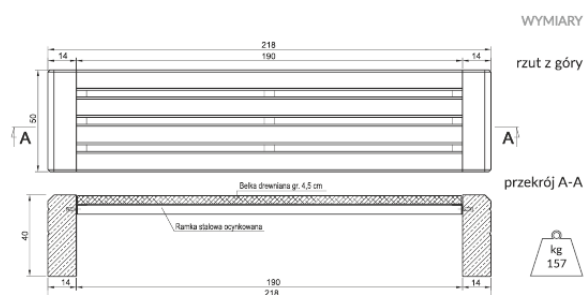 WYMIARY
218
14 190 14
rzut z góry
50
A A
przekrój A-A
Belka drewniana gr. 4,5 cm
Ramka stalowa ocynkowana
40
kg
157
14 190 14
218